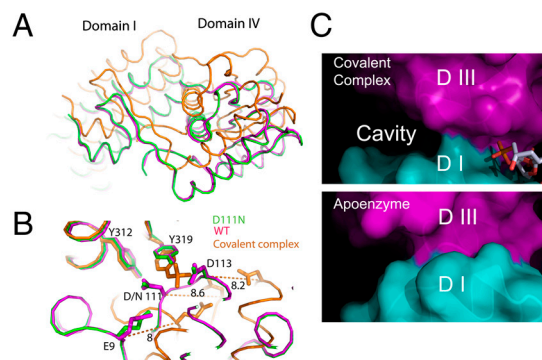 A
Domain I
Domain IV
B
D111N
WT
Covalent complex
Y312
Y319
D113
D/N 111
8.6
8.2
E9
8
C
Covalent
Complex
D III
Cavity
D I
Apoenzyme
D III
D I